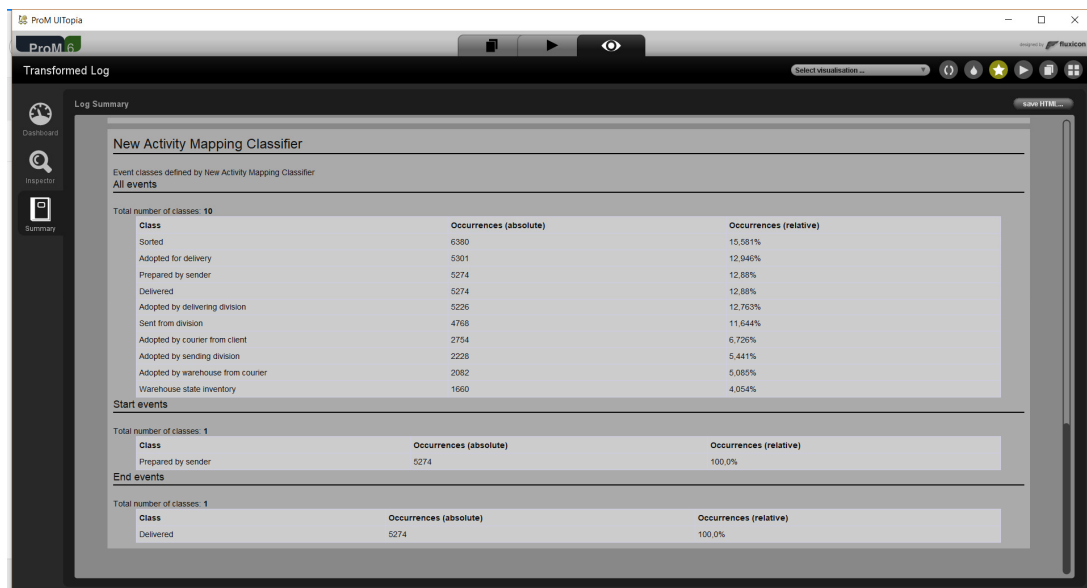 ProM UITopia
ProM 6
designed by fluxicon
Transformed Log
Select visualisation ...
Dashboard
Inspector
Summary
Log Summary
save HTML...
New Activity Mapping Classifier
Event classes defined by New Activity Mapping Classifier
All events
Total number of classes: 10
Class Occurrences (absolute) Occurrences (relative)
Sorted 6380 15,581%
Adopted for delivery 5301 12,946%
Prepared by sender 5274 12,88%
Delivered 5274 12,88%
Adopted by delivering division 5226 12,763%
Sent from division 4768 11,644%
Adopted by courier from client 2754 6,726%
Adopted by sending division 2228 5,441%
Adopted by warehouse from courier 2082 5,085%
Warehouse state inventory 1660 4,054%
Start events
Total number of classes: 1
Class Occurrences (absolute) Occurrences (relative)
Prepared by sender 5274 100,0%
End events
Total number of classes: 1
Class Occurrences (absolute) Occurrences (relative)
Delivered 5274 100,0%